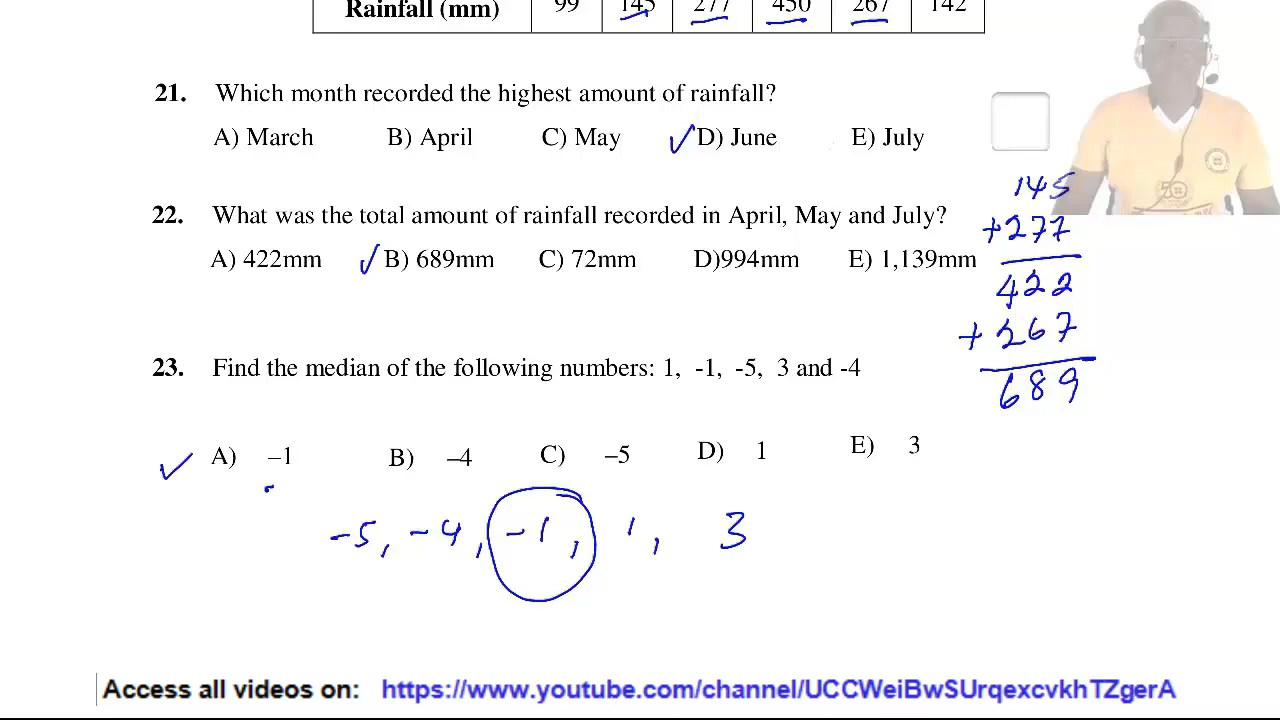 Rainfall (mm) 99 145 277 450 267 142
21. Which month recorded the highest amount of rainfall?
A) March B) April C) May D) June E) July
22. What was the total amount of rainfall recorded in April, May and July?
A) 422mm B) 689mm C) 72mm D)994mm E) 1,139mm
145
+277
422
+267
689
23. Find the median of the following numbers: 1, -1, -5, 3 and -4
A) –1 B) –4 C) –5 D) 1 E) 3
-5, -4, -1, 1, 3
Access all videos on: https://www.youtube.com/channel/UCCWeiBwSUrqexcvkhTZgerA